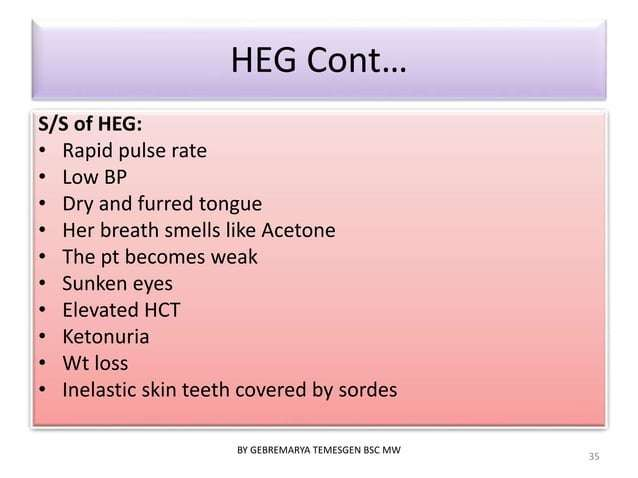 HEG Cont…
S/S of HEG:
• Rapid pulse rate
• Low BP
• Dry and furred tongue
• Her breath smells like Acetone
• The pt becomes weak
• Sunken eyes
• Elevated HCT
• Ketonuria
• Wt loss
• Inelastic skin teeth covered by sordes
BY GEBREMARYA TEMESGEN BSC MW
35